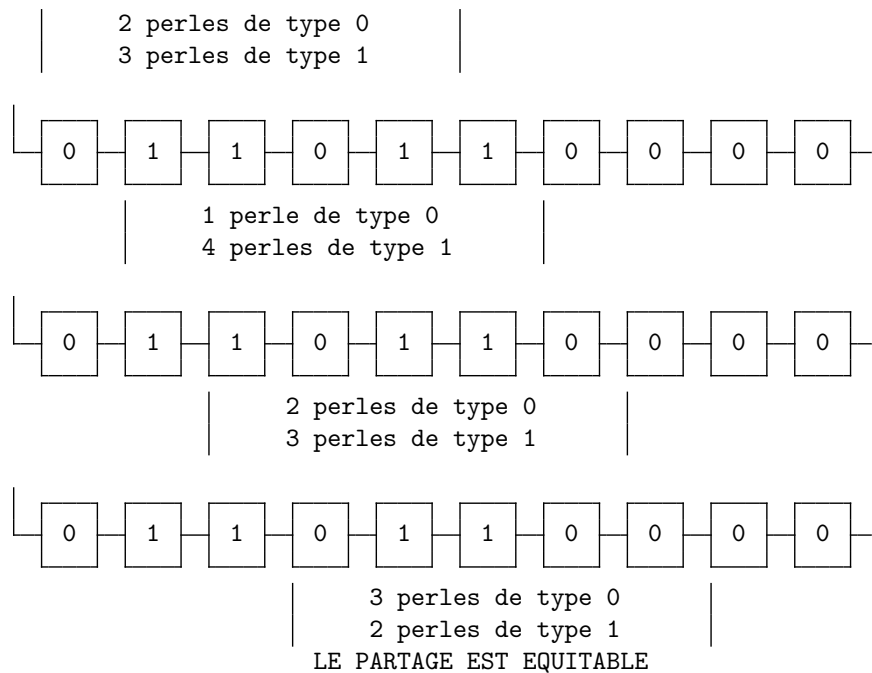 2 perles de type 0
3 perles de type 1
0 1 1 0 1 1 0 0 0 0
1 perle de type 0
4 perles de type 1
0 1 1 0 1 1 0 0 0 0
2 perles de type 0
3 perles de type 1
0 1 1 0 1 1 0 0 0 0
3 perles de type 0
2 perles de type 1
LE PARTAGE EST EQUITABLE